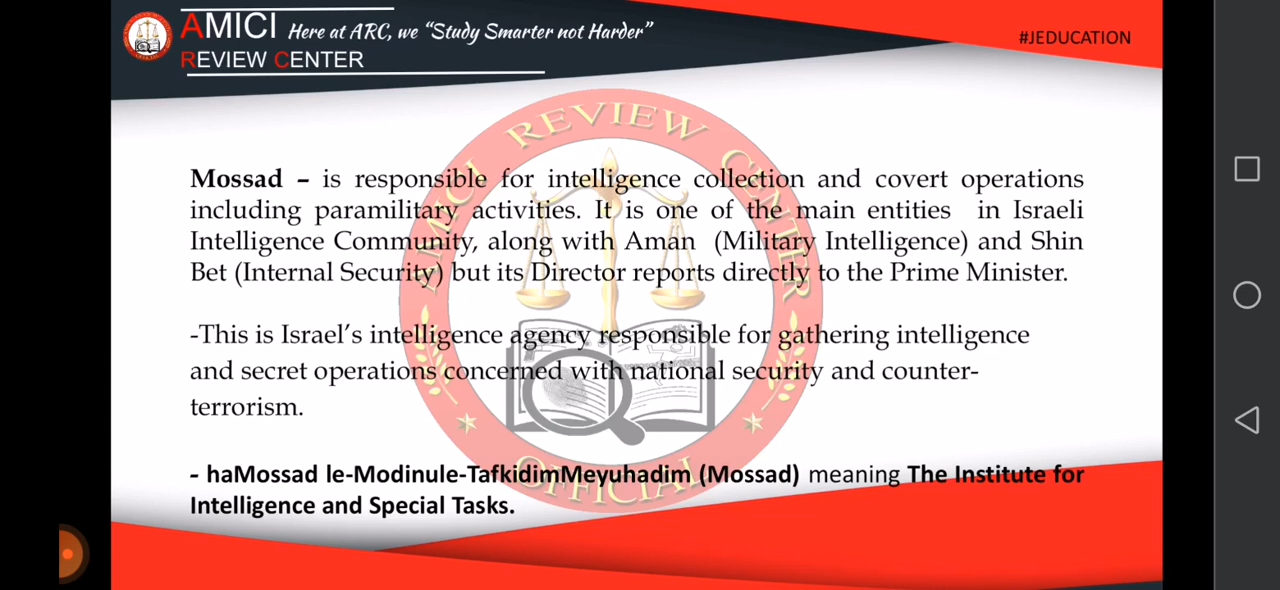 AMICI Here at ARC, we “Study Smarter not Harder”
REVIEW CENTER
#JEDUCATION
AMICI REVIEW CENTER
Mossad – is responsible for intelligence collection and covert operations
including paramilitary activities. It is one of the main entities in Israeli
Intelligence Community, along with Aman (Military Intelligence) and Shin
Bet (Internal Security) but its Director reports directly to the Prime Minister.
-This is Israel’s intelligence agency responsible for gathering intelligence
and secret operations concerned with national security and counter-
terrorism.
- haMossad le-Modinule-TafkidimMeyuhadim (Mossad) meaning The Institute for
Intelligence and Special Tasks.
OFFICIAL